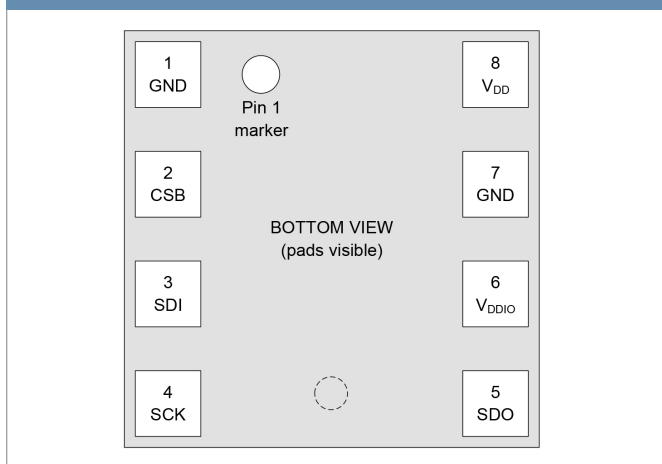 1
GND
Pin 1
marker
8
VDD
2
CSB
7
GND
BOTTOM VIEW
(pads visible)
3
SDI
6
VDDIO
4
SCK
5
SDO